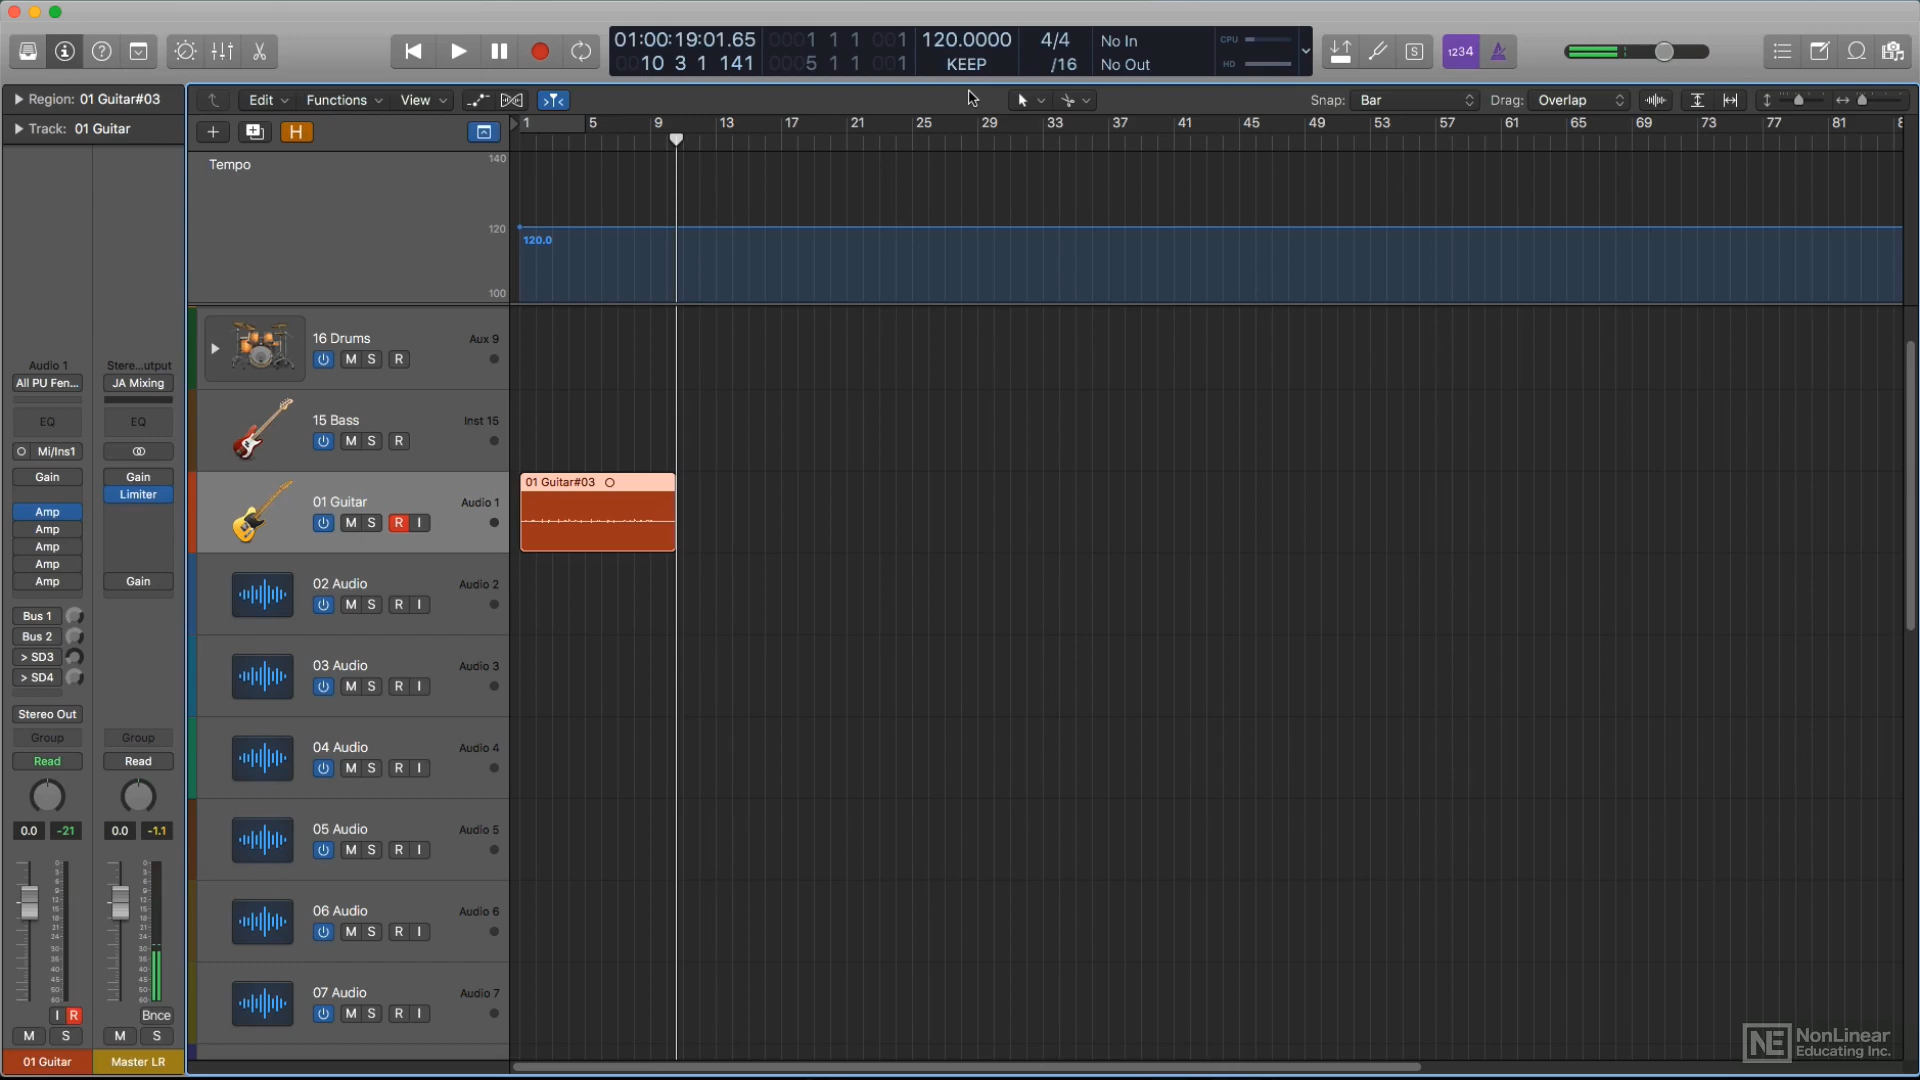 01:00:19:01.65
0001 1 1 001
120.0000
4/4
No In
CPU
10 3 1 141
0005 1 1 001
KEEP
/16
No Out
HD
S
1234
Region: 01 Guitar#03
Edit
Functions
View
Snap: Bar
Drag: Overlap
Track: 01 Guitar
H
1 5 9 13 17 21 25 29 33 37 41 45 49 53 57 61 65 69 73 77 81
Tempo
140
120
120.0
100
16 Drums
Aux 9
M S R
15 Bass
Inst 15
M S R
01 Guitar
Audio 1
M S R I
01 Guitar#03
02 Audio
Audio 2
M S R I
03 Audio
Audio 3
M S R I
04 Audio
Audio 4
M S R I
05 Audio
Audio 5
M S R I
06 Audio
Audio 6
M S R I
07 Audio
Audio 7
M S R I
Audio 1
Stere...utput
All PU Fen...
JA Mixing
EQ
EQ
Mi/Ins1
Gain
Gain
Limiter
Amp
Amp
Amp
Amp
Amp
Gain
Bus 1
Bus 2
> SD3
> SD4
Stereo Out
Group
Group
Read
Read
0.0 -21
0.0 -1.1
I R
Bnce
M S
M S
01 Guitar
Master LR
NE NonLinear
Educating Inc.